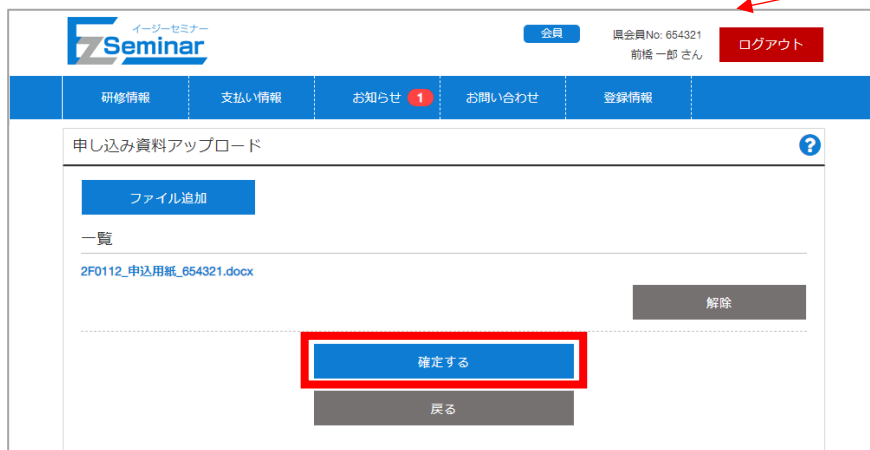 イージーセミナー
EzSeminar
会員
県会員No: 654321
前橋 一郎 さん
ログアウト
研修情報
支払い情報
お知らせ 1
お問い合わせ
登録情報
申し込み資料アップロード
?
ファイル追加
一覧
2F0112_申込用紙_654321.docx
解除
確定する
戻る